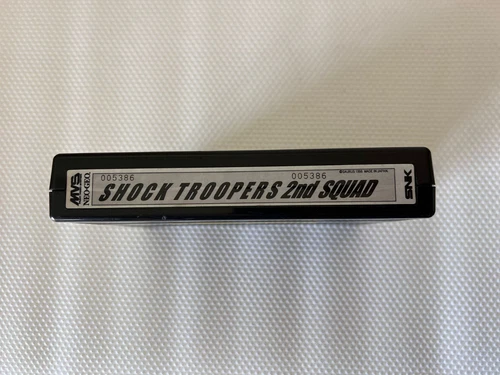 MVS
NEO·GEO
005386 005386
SHOCK TROOPERS 2nd SQUAD
SNK